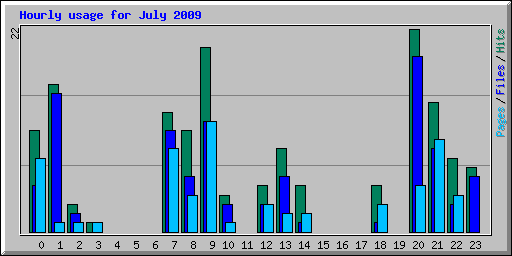 Hourly usage for July 2009
22
Pages/Files/Hits
0 1 2 3 4 5 6 7 8 9 10 11 12 13 14 15 16 17 18 19 20 21 22 23